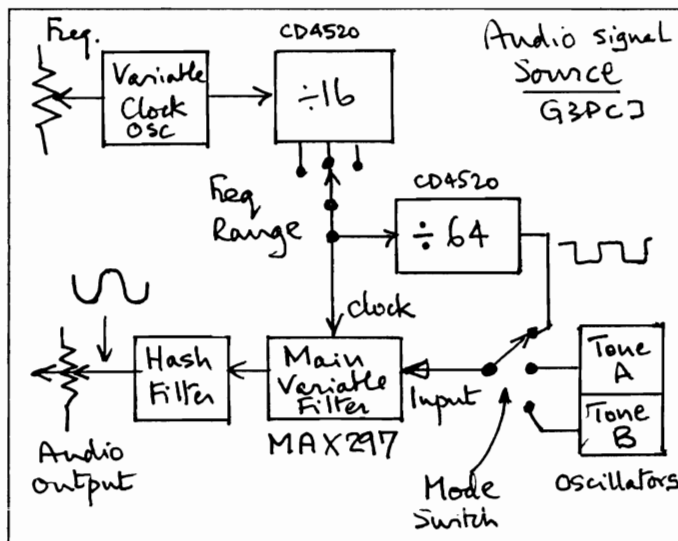 Freq.
CD4520
Audio signal
Source
G3PCJ
Variable
Clock
Osc
÷16
CD4520
Freq
Range
÷ 64
Clock
Hash
Filter
Main
Variable
Filter
Input
Tone
A
Tone
B
MAX297
Audio
output
Mode
Switch
Oscillators